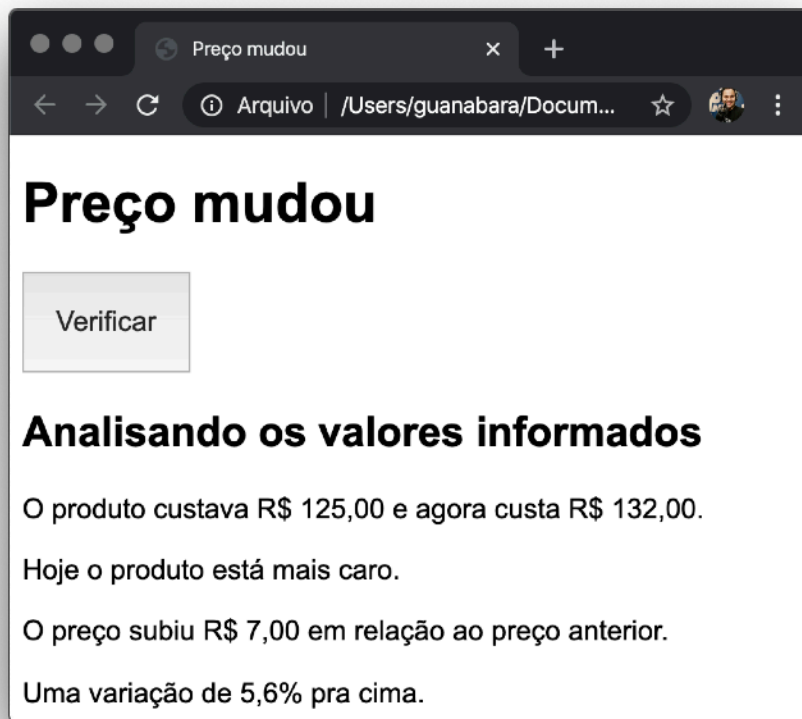 Preço mudou
Arquivo | /Users/guanabara/Docum...
Preço mudou
Verificar
Analisando os valores informados
O produto custava R$ 125,00 e agora custa R$ 132,00.
Hoje o produto está mais caro.
O preço subiu R$ 7,00 em relação ao preço anterior.
Uma variação de 5,6% pra cima.